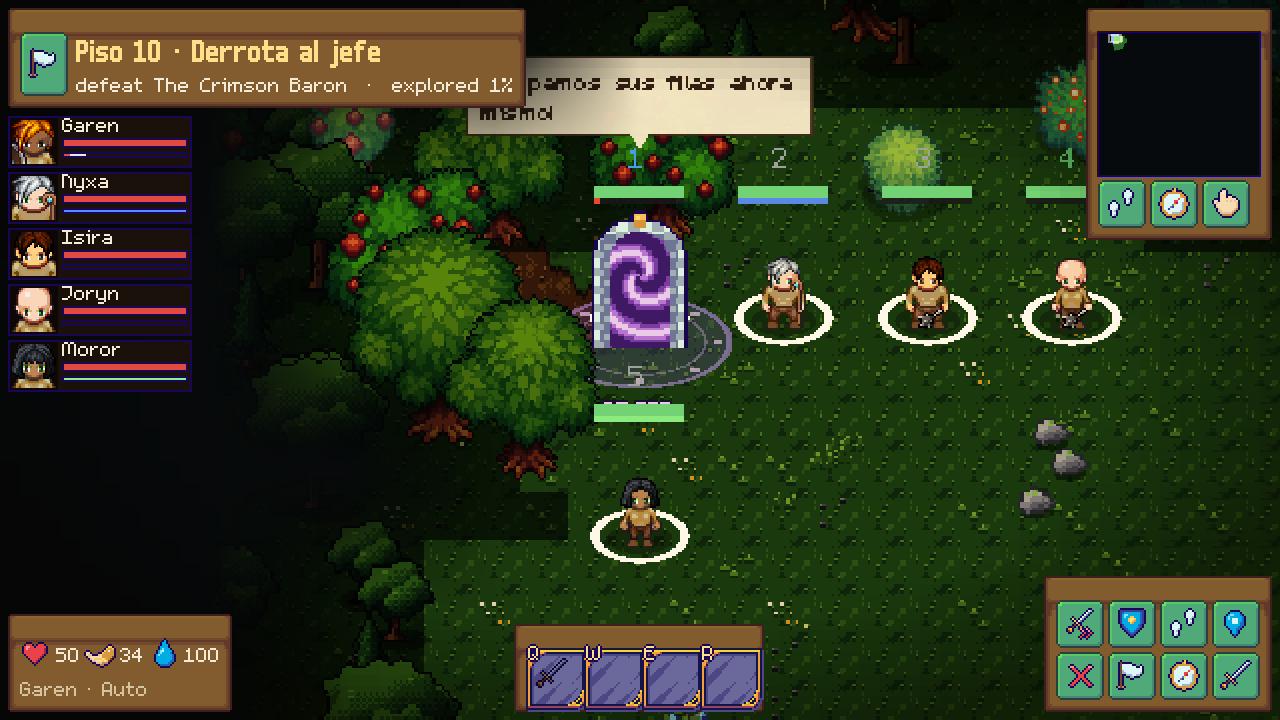 Piso 10 · Derrota al jefe
defeat The Crimson Baron · explored 1%
pamos sus filas ahora
mismo!
Garen
Nyxa
Isira
Joryn
Moror
1
2
3
4
5
50 34 100
Garen · Auto
Q W E R